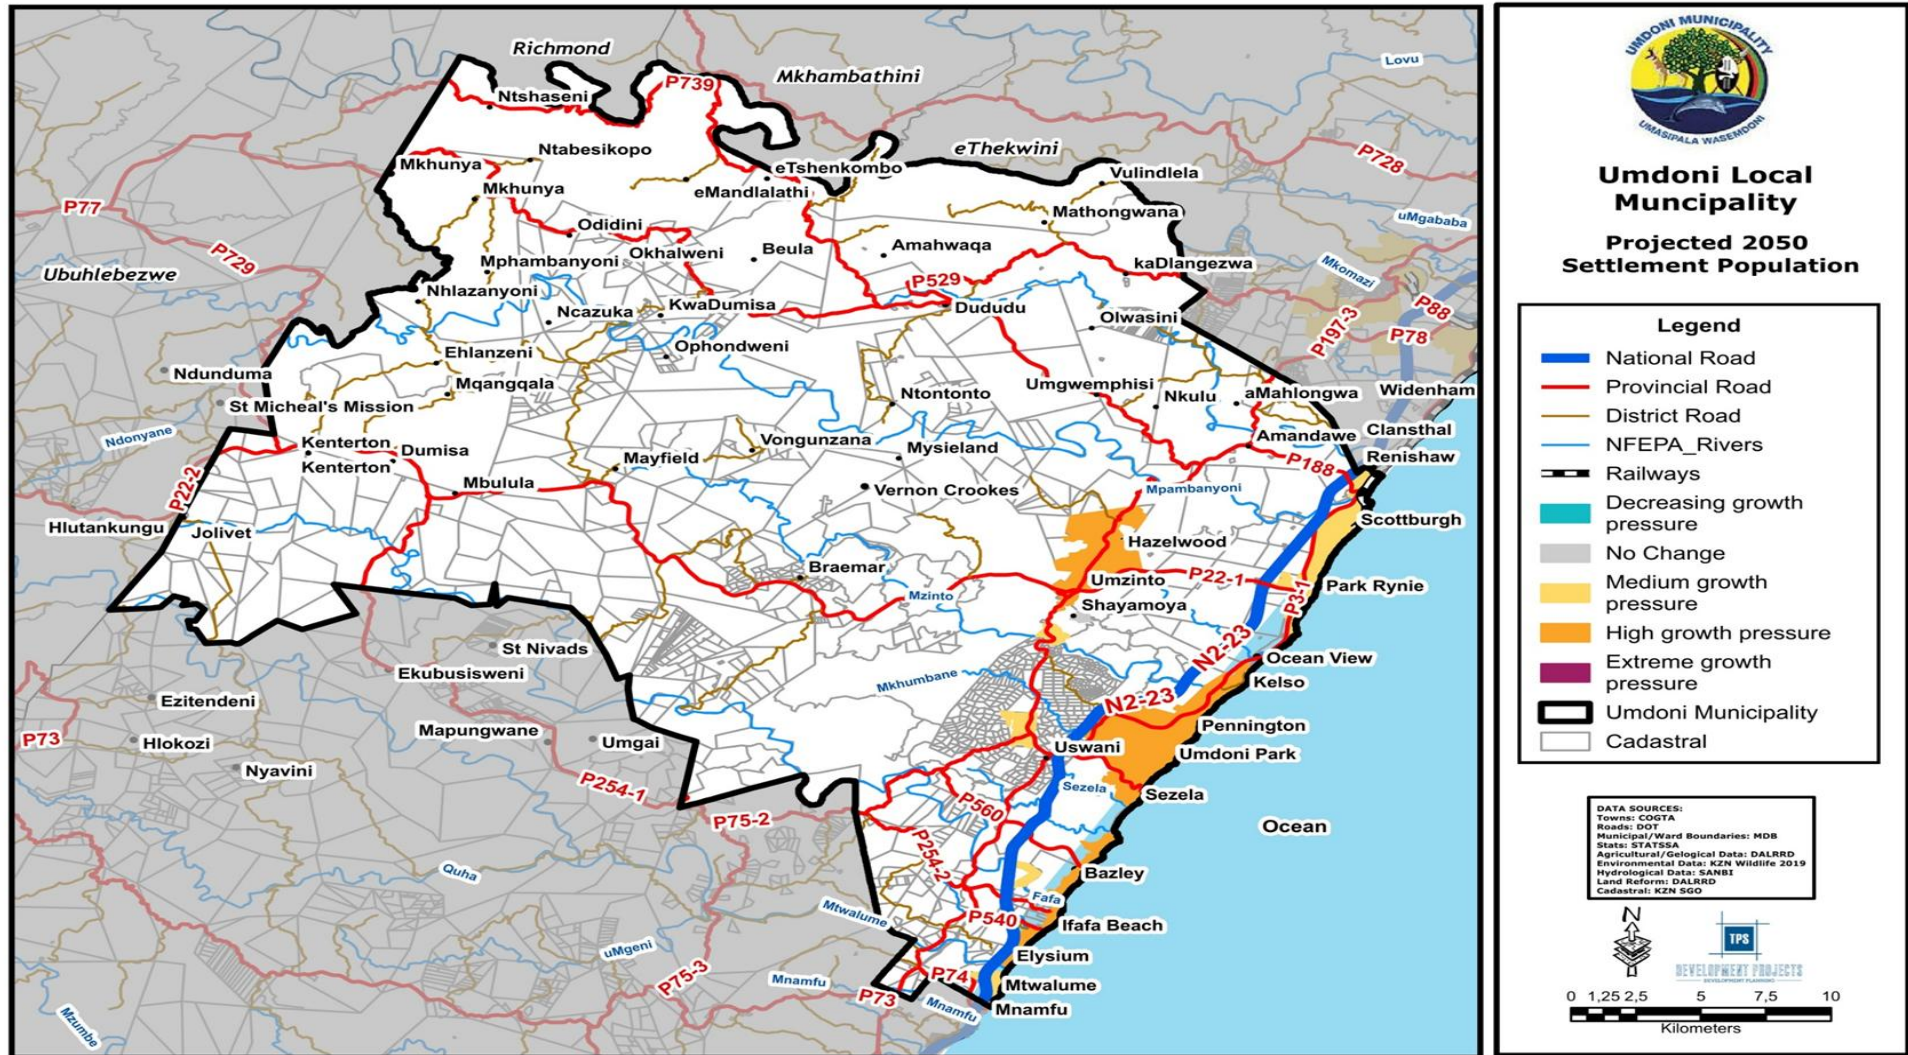 Richmond
Mkhambathini
Lovu
P739
Ntshaseni
eThekwini
P728
Ntabesikopo
Mkhunya
eTshenkombo
Vulindlela
Mkhunya
eMandlalathi
P77
Mathongwana
uMgababa
Odidini
P729
Okhalweni
Beula
Amahwaqa
Mphambanyoni
kaDlangezwa
Mkomazi
Ubuhlebezwe
P529
Nhlazanyoni
P88
Ncazuka
KwaDumisa
Dududu
Olwasini
P197-3
P78
Ehlanzeni
Ophondweni
Ndunduma
Mqangqala
Umgwemphisi
Ntontonto
Nkulu
aMahlongwa
Widenham
St Micheal's Mission
Ndonyane
Kenterton
Dumisa
Vongunzana
Mysieland
Amandawe
Clansthal
Kenterton
Mayfield
P188
Renishaw
P22-2
Mbulula
Vernon Crookes
Mpambanyoni
Hlutankungu
Jolivet
Scottburgh
Hazelwood
Braemar
Umzinto
P22-1
Park Rynie
Mzinto
Shayamoya
P3-1
St Nivads
N2-23
Ocean View
Ekubusisweni
Mkhumbane
Kelso
Ezitendeni
N2-23
Mapungwane
Pennington
P73
Hlokozi
Umgai
Uswani
Umdoni Park
Nyavini
P254-1
Sezela
Sezela
P560
P75-2
Ocean
P254-2
Quha
Bazley
Fafa
Mtwalume
P540
Ifafa Beach
uMgeni
Elysium
P75-3
Mnamfu
P74
Mtwalume
P73
Mnamfu
Mnamfu
Mzumbe
UMDONI MUNICIPALITY
UMASIPALA WASEMDONI
Umdoni Local
Muncipality
Projected 2050
Settlement Population
Legend
National Road
Provincial Road
District Road
NFEPA_Rivers
Railways
Decreasing growth
pressure
No Change
Medium growth
pressure
High growth pressure
Extreme growth
pressure
Umdoni Municipality
Cadastral
DATA SOURCES:
Towns: COGTA
Roads: DOT
Municipal/Ward Boundaries: MDB
Stats: STATSSA
Agricultural/Gelogical Data: DALRRD
Environmental Data: KZN Wildlife 2019
Hydrological Data: SANBI
Land Reform: DALRRD
Cadastral: KZN SGO
N
TPS
DEVELOPMENT PROJECTS
DEVELOPMENT PLANNING
0 1,25 2,5 5 7,5 10
Kilometers